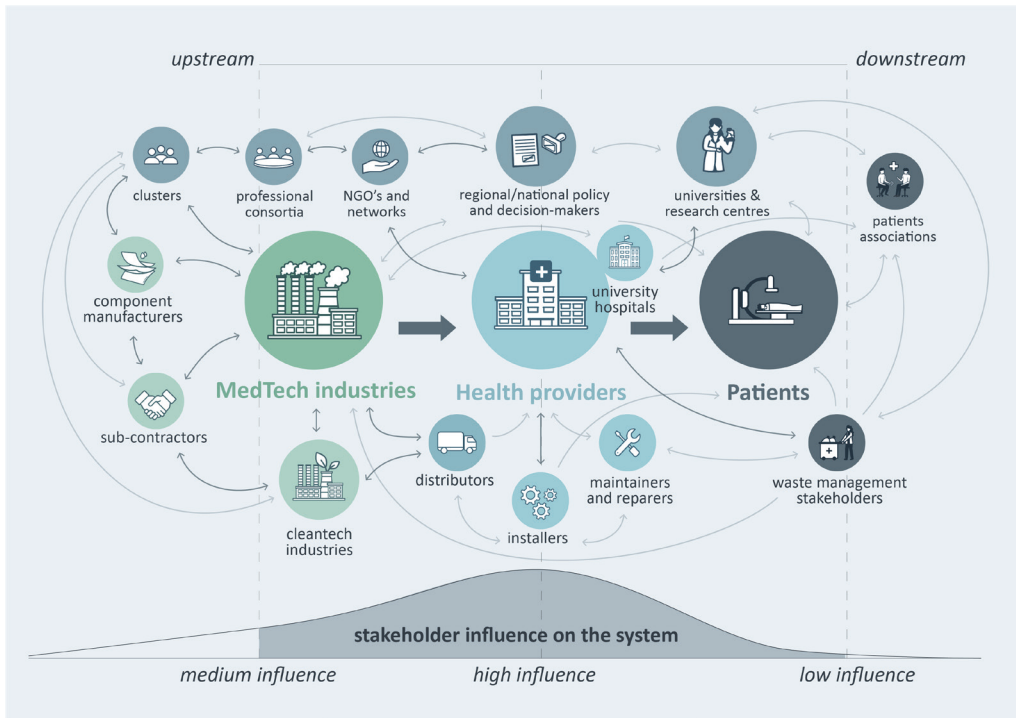 upstream
downstream
clusters
professional
consortia
NGO's and
networks
regional/national policy
and decision-makers
universities &
research centres
patients
associations
component
manufacturers
university
hospitals
MedTech industries
Health providers
Patients
sub-contractors
distributors
maintainers
and reparers
waste management
stakeholders
cleantech
industries
installers
stakeholder influence on the system
medium influence
high influence
low influence